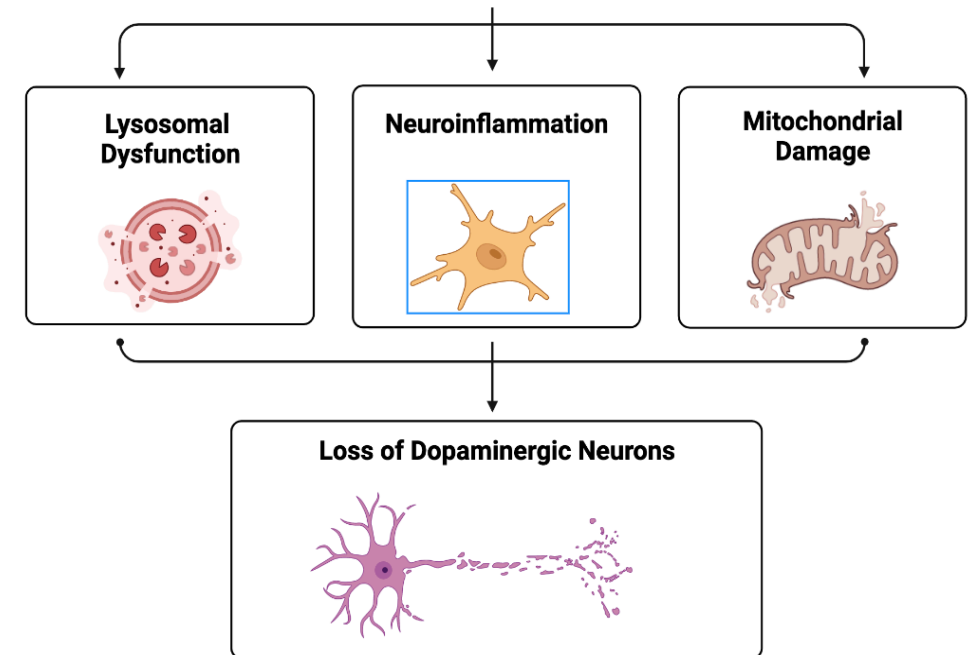 Lysosomal
Dysfunction
Neuroinflammation
Mitochondrial
Damage
Loss of Dopaminergic Neurons